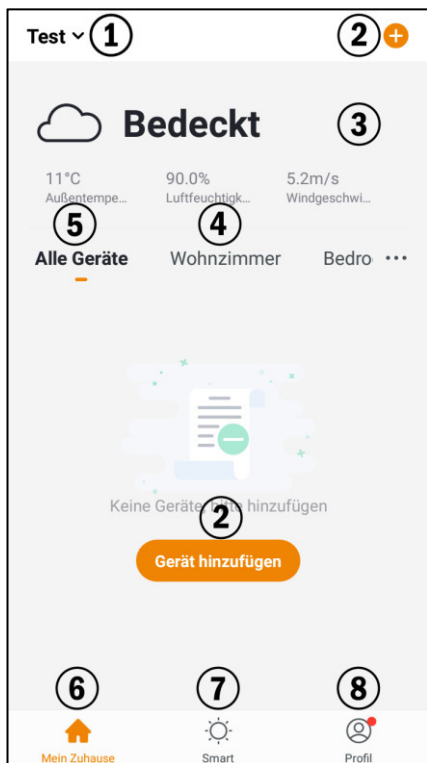 Test 1 2
Bedeckt 3
11°C 90.0% 5.2m/s
Außentempe... Luftfeuchtigk... Windgeschwi...
5 4
Alle Geräte Wohnzimmer Bedro ...
Keine Geräte, bitte hinzufügen
2
Gerät hinzufügen
6 7 8
Mein Zuhause Smart Profil